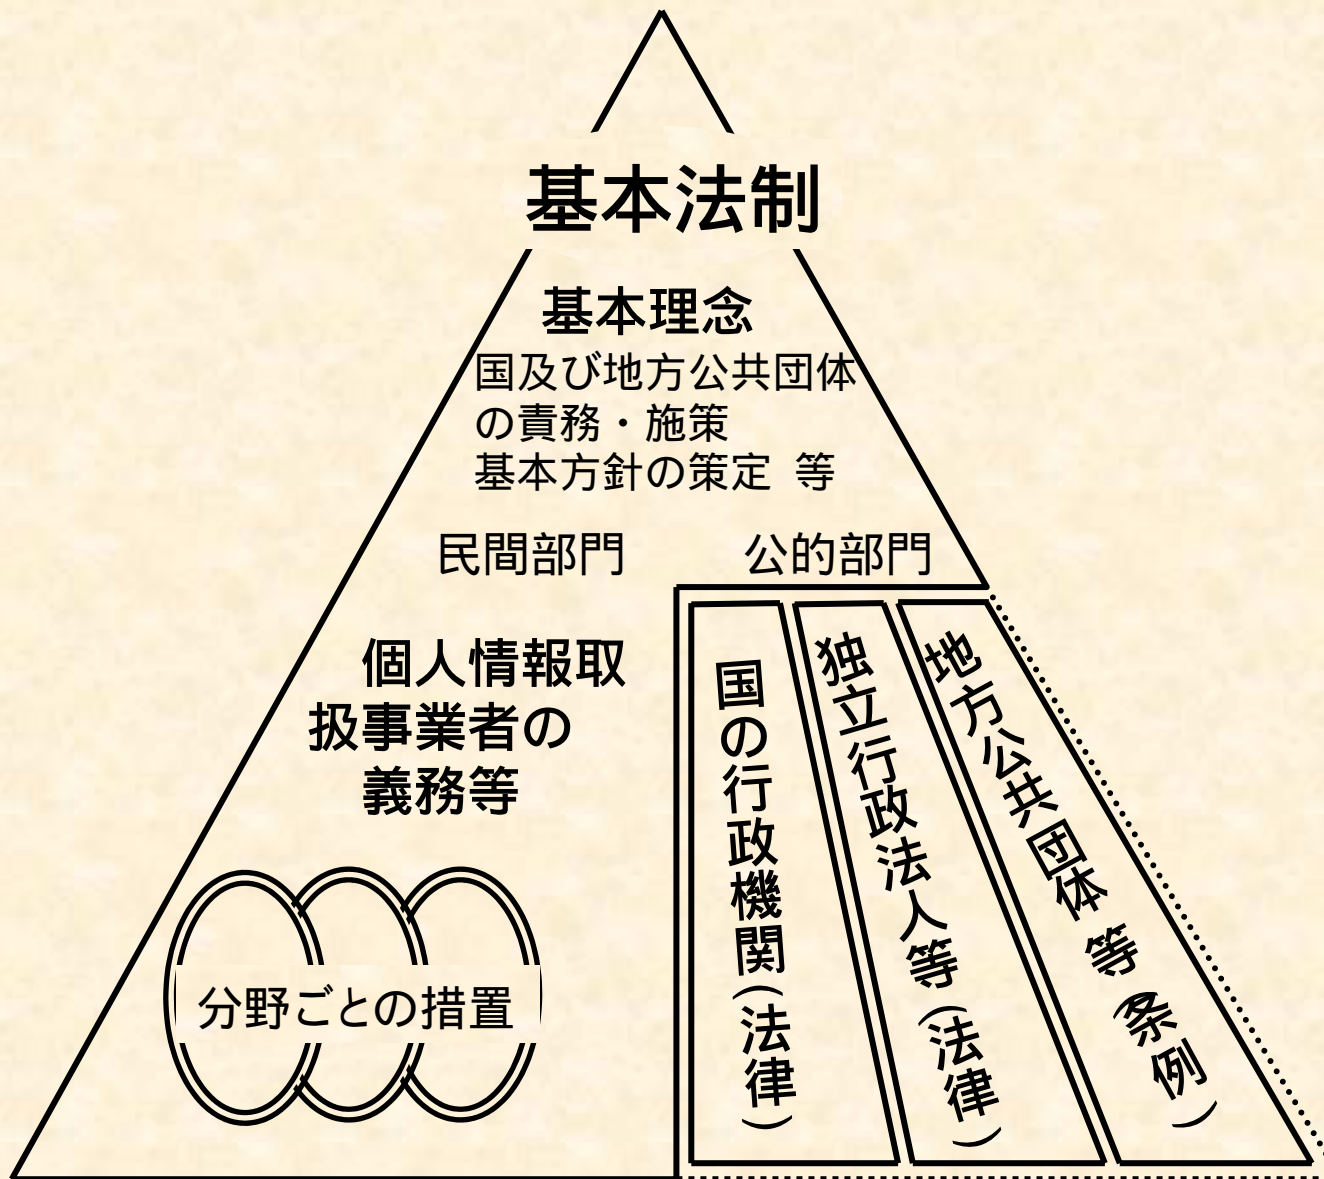 基本法制
基本理念
国及び地方公共団体
の責務・施策
基本方針の策定 等
民間部門
公的部門
個人情報取
扱事業者の
義務等
分野ごとの措置
国の行政機関(法律)
独立行政法人等(法律)
地方公共団体 等(条例)